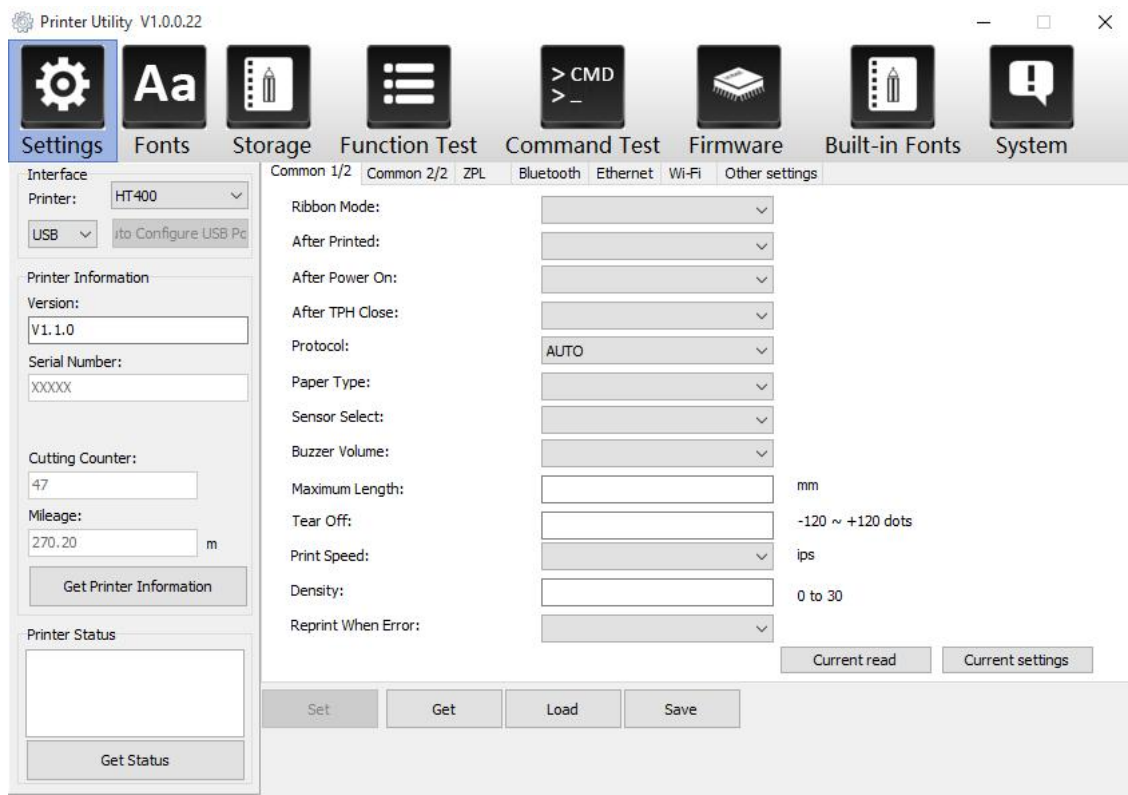 Printer Utility V1.0.0.22
Aa
> CMD
> _
Settings Fonts Storage Function Test Command Test Firmware Built-in Fonts System
Interface
Printer: HT400
USB ito Configure USB Pc
Printer Information
Version:
V1.1.0
Serial Number:
XXXXX
Cutting Counter:
47
Mileage:
270.20 m
Get Printer Information
Printer Status
Get Status
Common 1/2 Common 2/2 ZPL Bluetooth Ethernet Wi-Fi Other settings
Ribbon Mode:
After Printed:
After Power On:
After TPH Close:
Protocol: AUTO
Paper Type:
Sensor Select:
Buzzer Volume:
Maximum Length: mm
Tear Off: -120 ~ +120 dots
Print Speed: ips
Density: 0 to 30
Reprint When Error:
Current read Current settings
Set Get Load Save